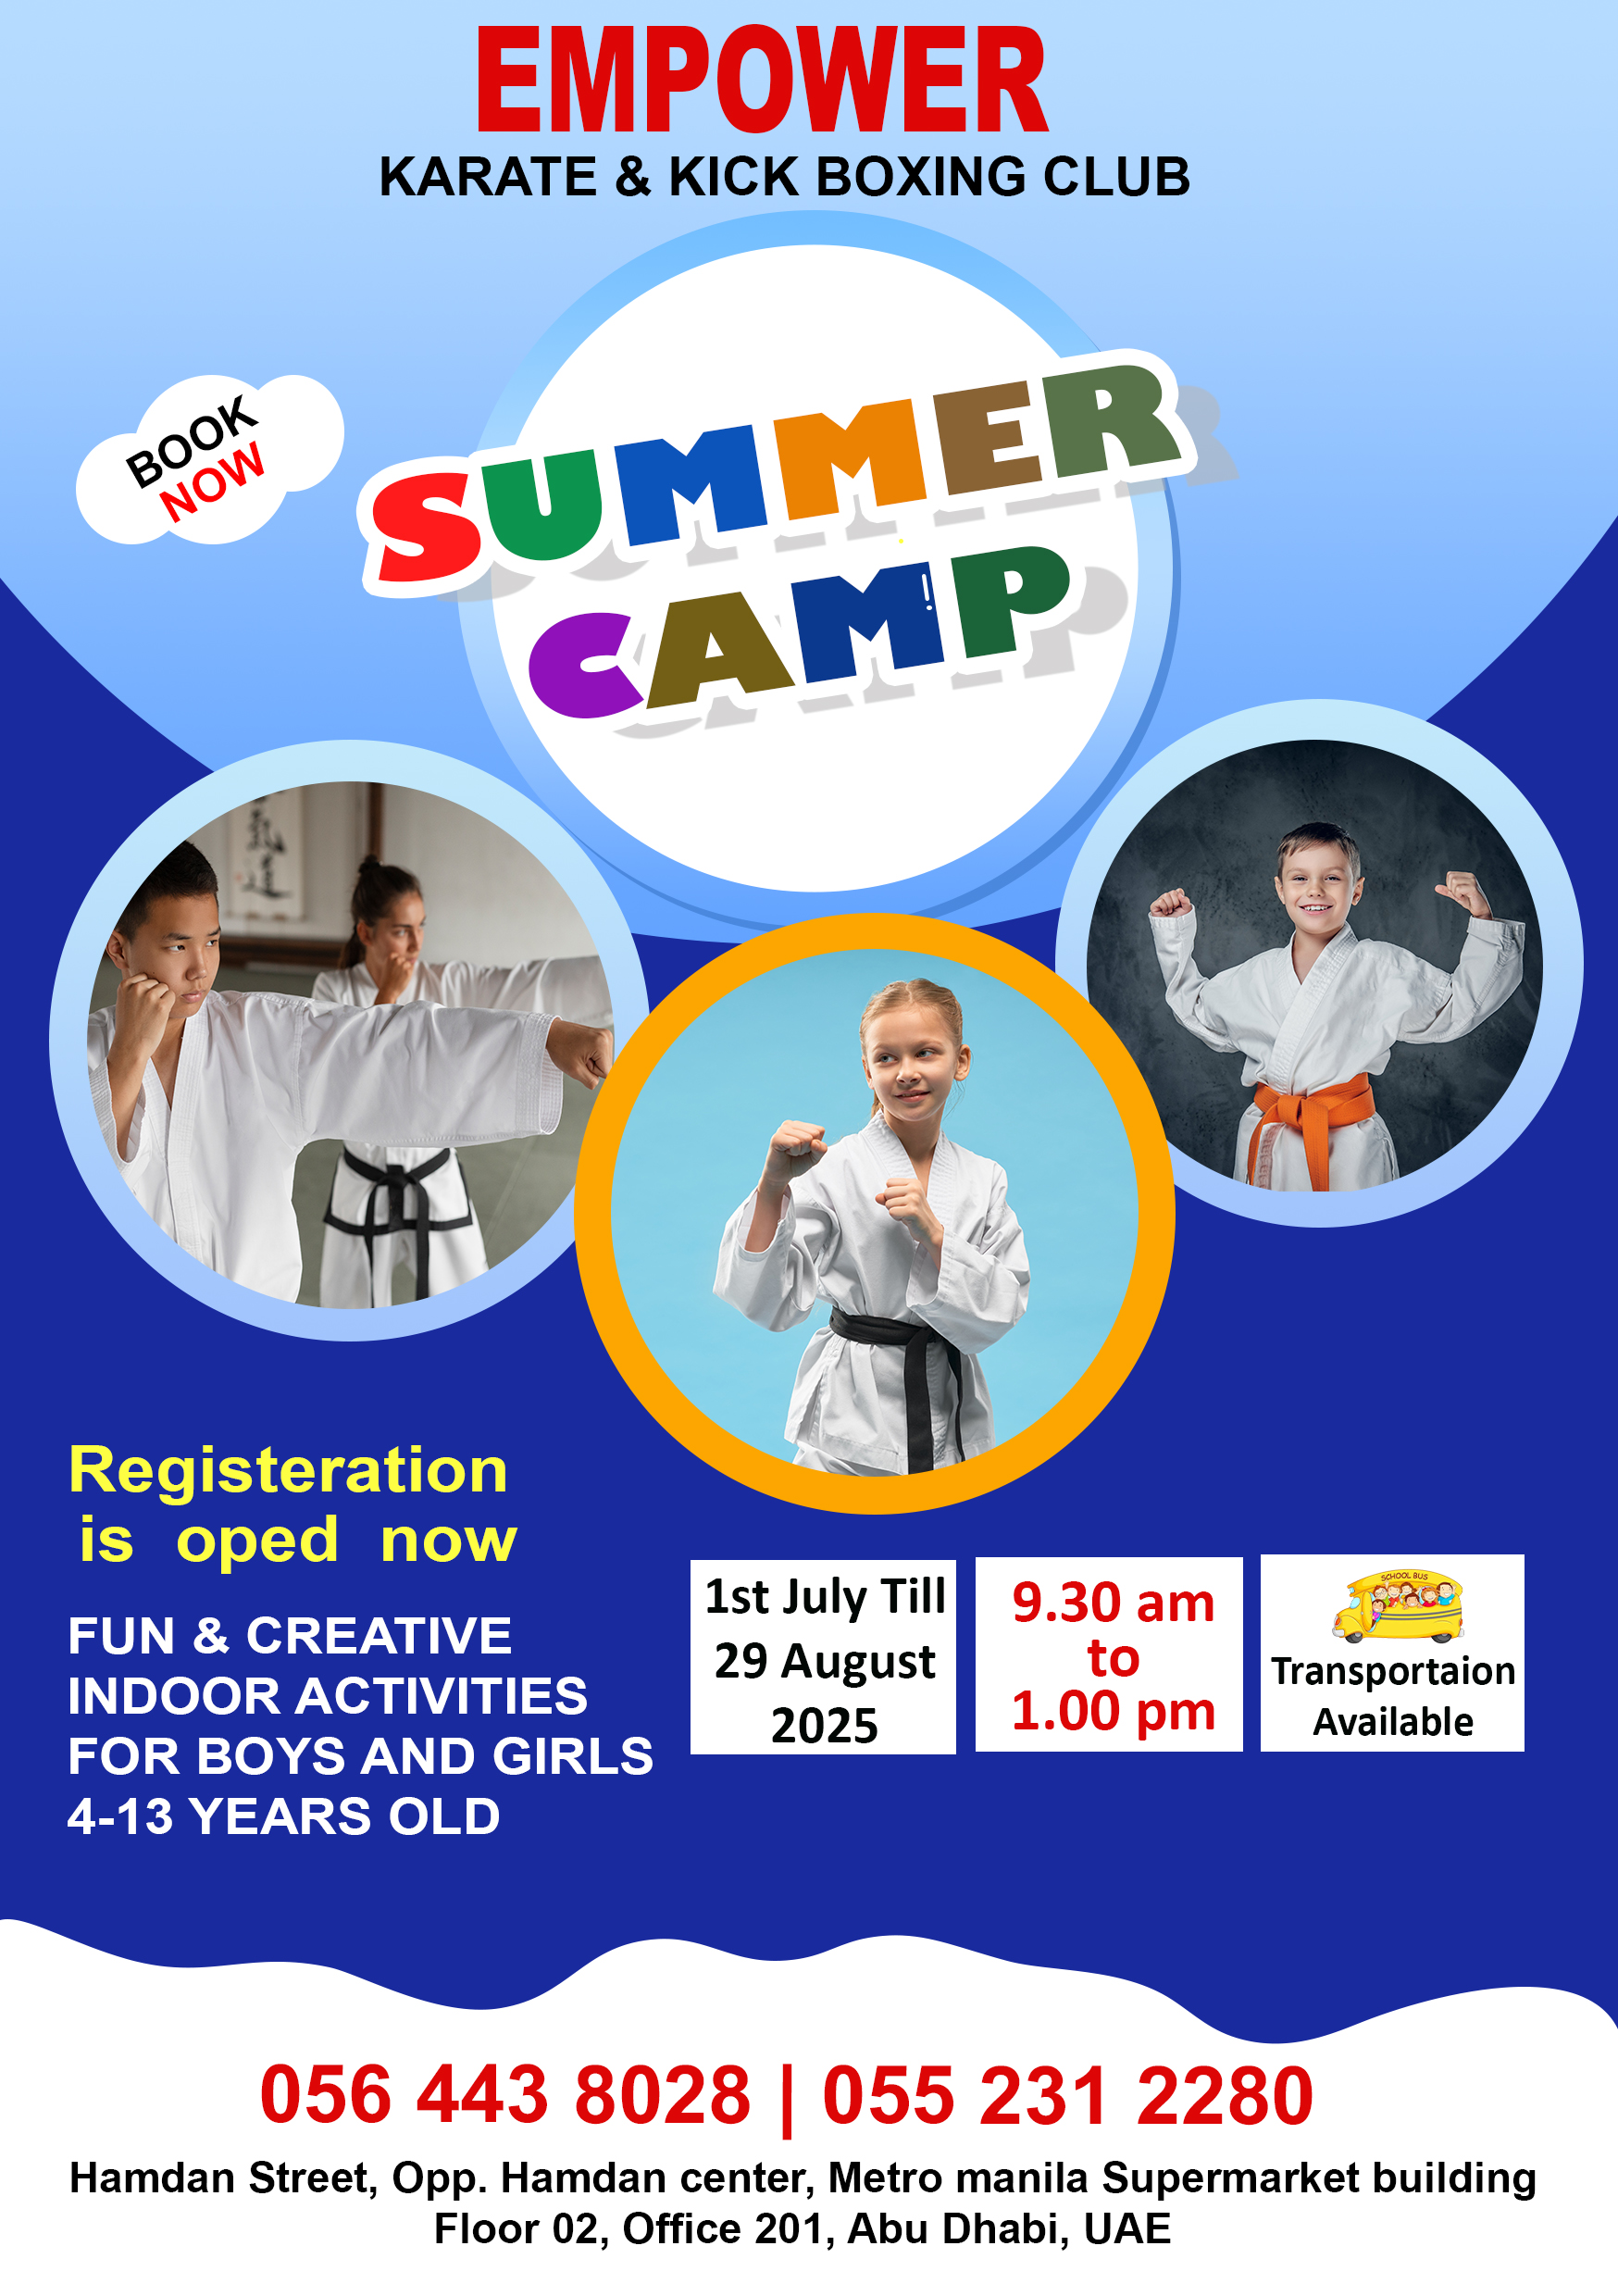 EMPOWER
KARATE & KICK BOXING CLUB
BOOK
NOW
SUMMER
CAMP
Registeration
is oped now
FUN & CREATIVE
INDOOR ACTIVITIES
FOR BOYS AND GIRLS
4-13 YEARS OLD
1st July Till
29 August
2025
9.30 am
to
1.00 pm
SCHOOL BUS
Transportaion
Available
056 443 8028 | 055 231 2280
Hamdan Street, Opp. Hamdan center, Metro manila Supermarket building
Floor 02, Office 201, Abu Dhabi, UAE